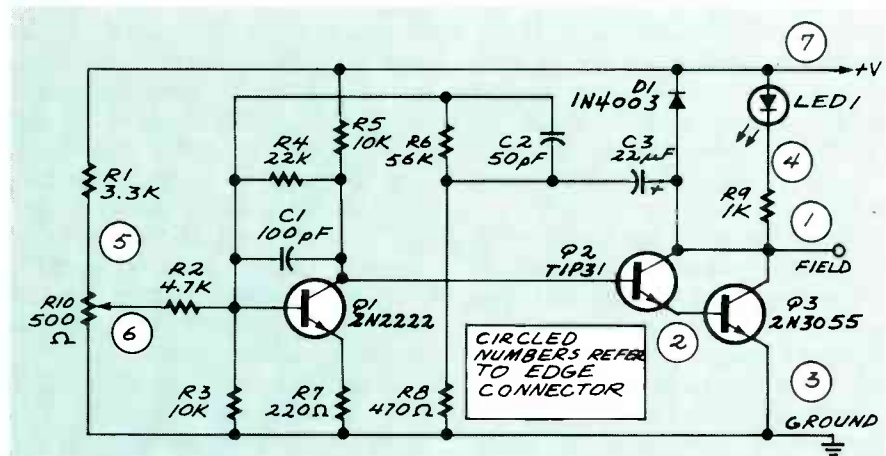 7
+V
D1
1N4003
LED1
R5
10K
R4
22K
R6
56K
C2
50pF
C3
22µF
4
R1
3.3K
R9
1K
1
C1
100pF
5
Q2
TIP31
FIELD
R2
4.7K
R10
500
Ω
6
Q1
2N2222
Q3
2N3055
2
CIRCLED
NUMBERS REFER
TO EDGE
CONNECTOR
3
R3
10K
R7
220Ω
R8
470Ω
GROUND